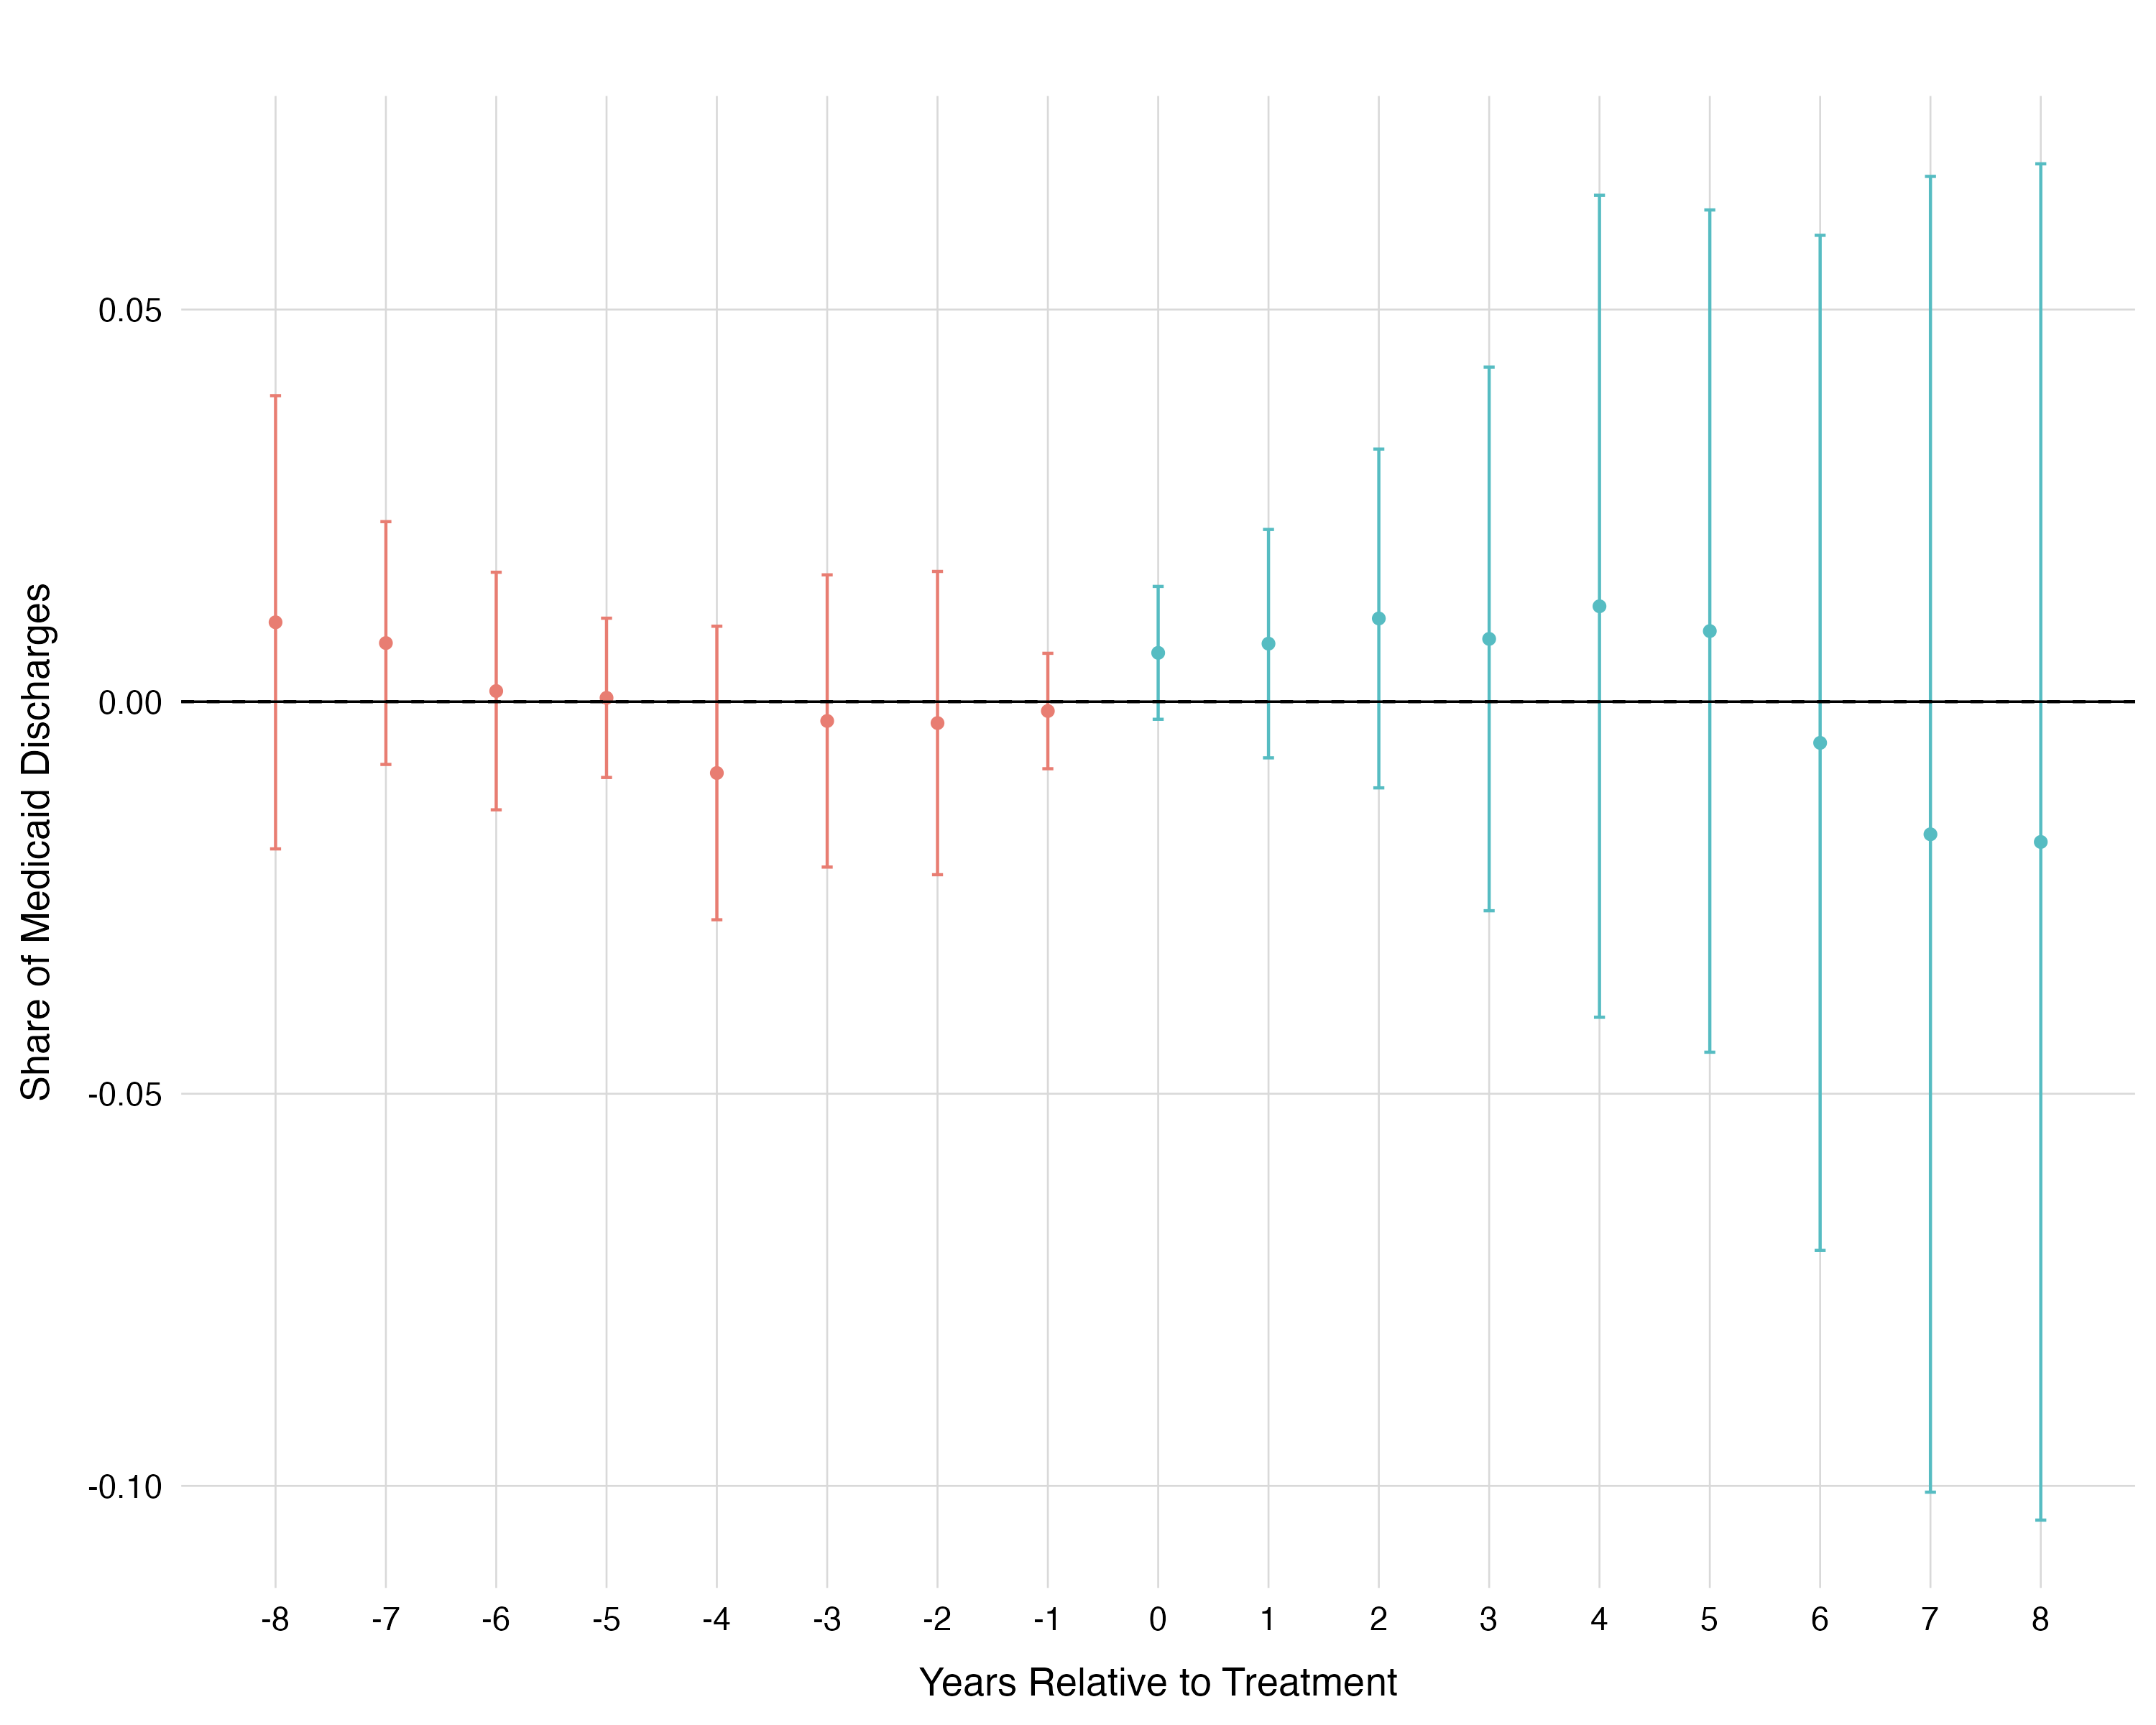 Share of Medicaid Discharges
0.05
0.00
-0.05
-0.10
-8 -7 -6 -5 -4 -3 -2 -1 0 1 2 3 4 5 6 7 8
Years Relative to Treatment